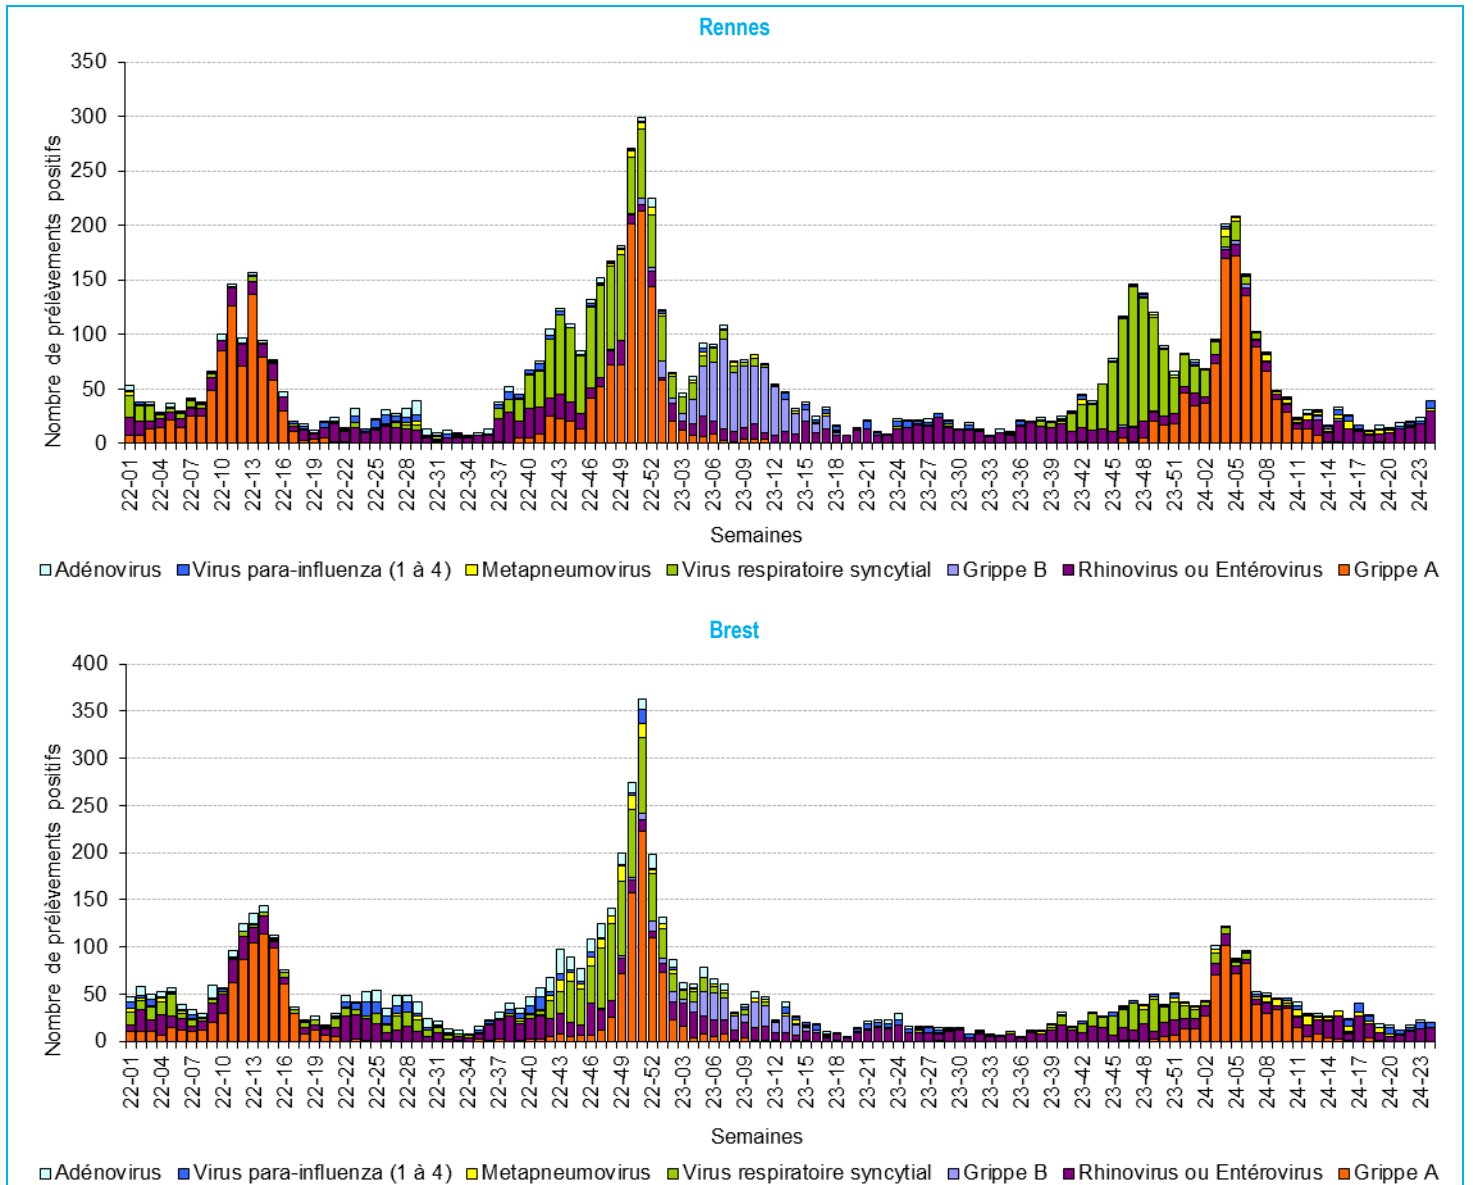 Rennes
Nombre de prélèvements positifs
350
300
250
200
150
100
50
0
22-01 22-04 22-07 22-10 22-13 22-16 22-19 22-22 22-25 22-28 22-31 22-34 22-37 22-40 22-43 22-46 22-49 22-52 23-03 23-06 23-09 23-12 23-15 23-18 23-21 23-24 23-27 23-30 23-33 23-36 23-39 23-42 23-45 23-48 23-51 24-02 24-05 24-08 24-11 24-14 24-17 24-20 24-23
Semaines
Adénovirus Virus para-influenza (1 à 4) Metapneumovirus Virus respiratoire syncytial Grippe B Rhinovirus ou Entérovirus Grippe A
Brest
Nombre de prélèvements positifs
400
350
300
250
200
150
100
50
0
22-01 22-04 22-07 22-10 22-13 22-16 22-19 22-22 22-25 22-28 22-31 22-34 22-37 22-40 22-43 22-46 22-49 22-52 23-03 23-06 23-09 23-12 23-15 23-18 23-21 23-24 23-27 23-30 23-33 23-36 23-39 23-42 23-45 23-48 23-51 24-02 24-05 24-08 24-11 24-14 24-17 24-20 24-23
Semaines
Adénovirus Virus para-influenza (1 à 4) Metapneumovirus Virus respiratoire syncytial Grippe B Rhinovirus ou Entérovirus Grippe A